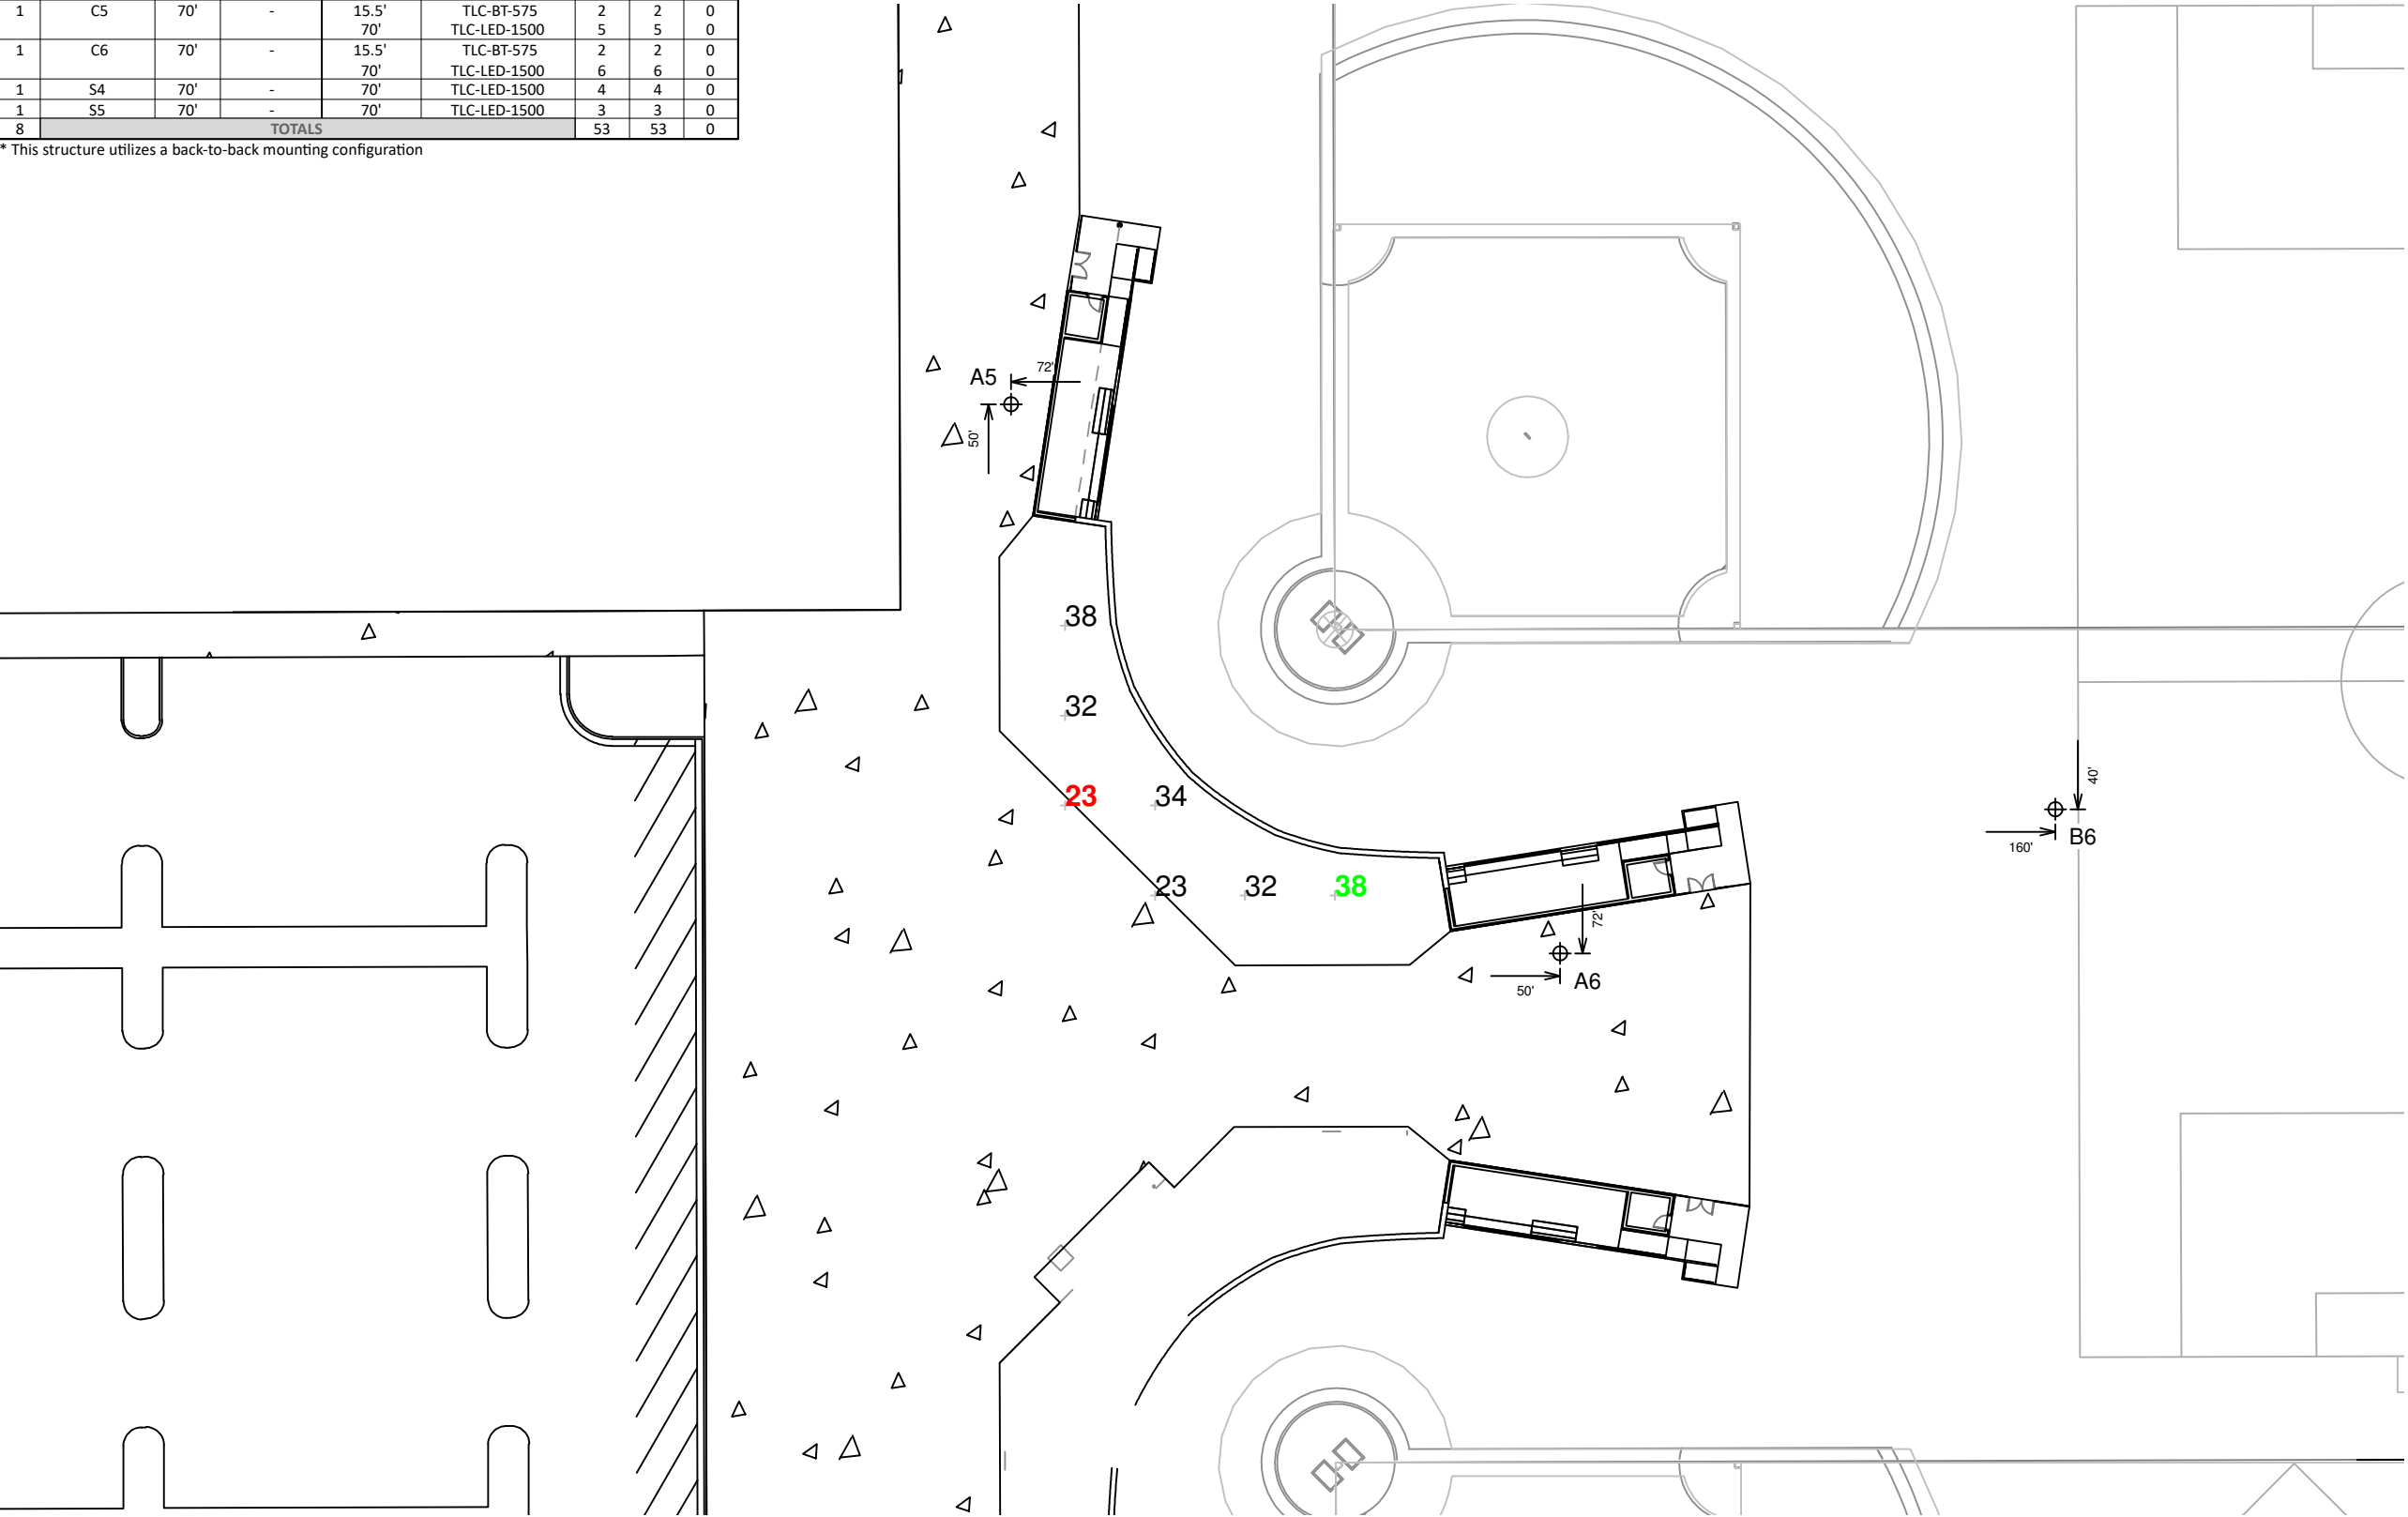 1 C5 70' - 15.5' TLC-BT-575 2 2 0
70' TLC-LED-1500 5 5 0
1 C6 70' - 15.5' TLC-BT-575 2 2 0
70' TLC-LED-1500 6 6 0
1 S4 70' - 70' TLC-LED-1500 4 4 0
1 S5 70' - 70' TLC-LED-1500 3 3 0
8 TOTALS 53 53 0
* This structure utilizes a back-to-back mounting configuration
72'
A5
50'
38
32
23 34
40'
160'
B6
23 32 38
72'
50'
A6